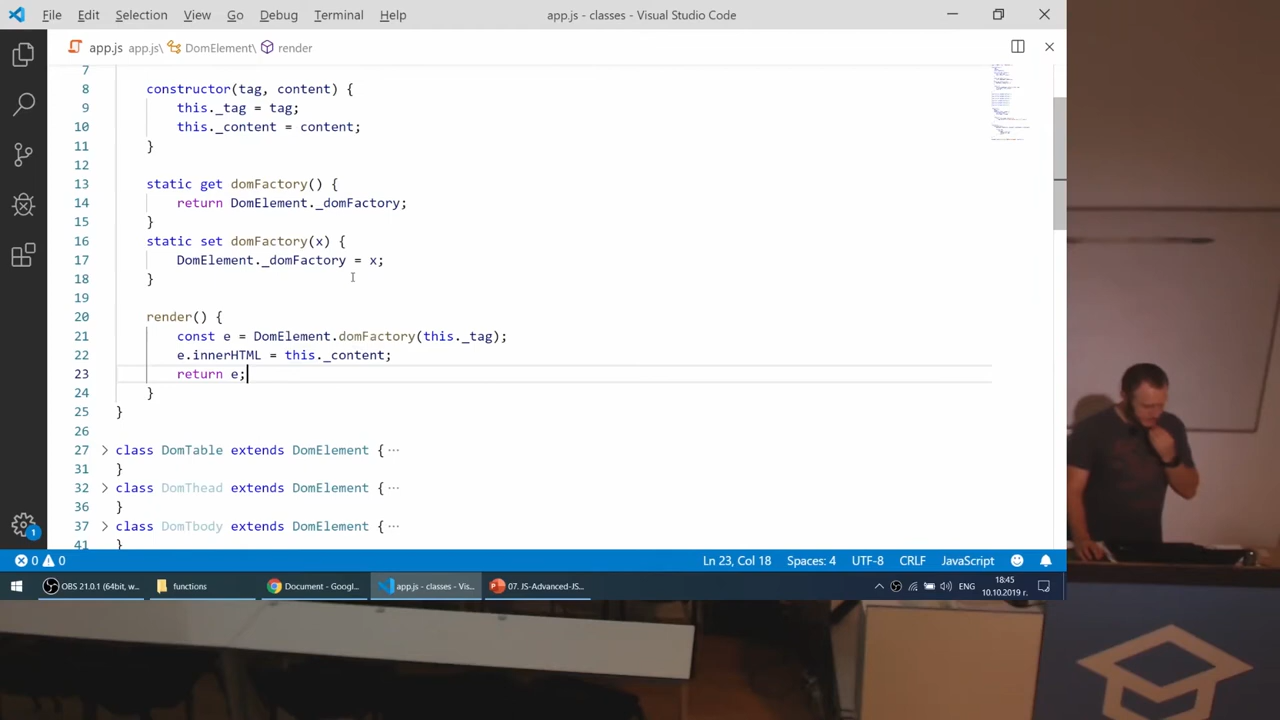 File Edit Selection View Go Debug Terminal Help
app.js - classes - Visual Studio Code
app.js app.js\ DomElement\ render
7
8 constructor(tag, content) {
9 this._tag = tag;
10 this._content = content;
11 }
12
13 static get domFactory() {
14 return DomElement._domFactory;
15 }
16 static set domFactory(x) {
17 DomElement._domFactory = x;
18 }
19
20 render() {
21 const e = DomElement.domFactory(this._tag);
22 e.innerHTML = this._content;
23 return e;
24 }
25 }
26
27 class DomTable extends DomElement { ...
31 }
32 class DomThead extends DomElement { ...
36 }
37 class DomTbody extends DomElement { ...
41 }
1
0 0
Ln 23, Col 18 Spaces: 4 UTF-8 CRLF JavaScript
OBS 21.0.1 (64bit, w... functions Document - Googl... app.js - classes - Vis... 07. JS-Advanced-JS... ENG 18:45
10.10.2019 г.